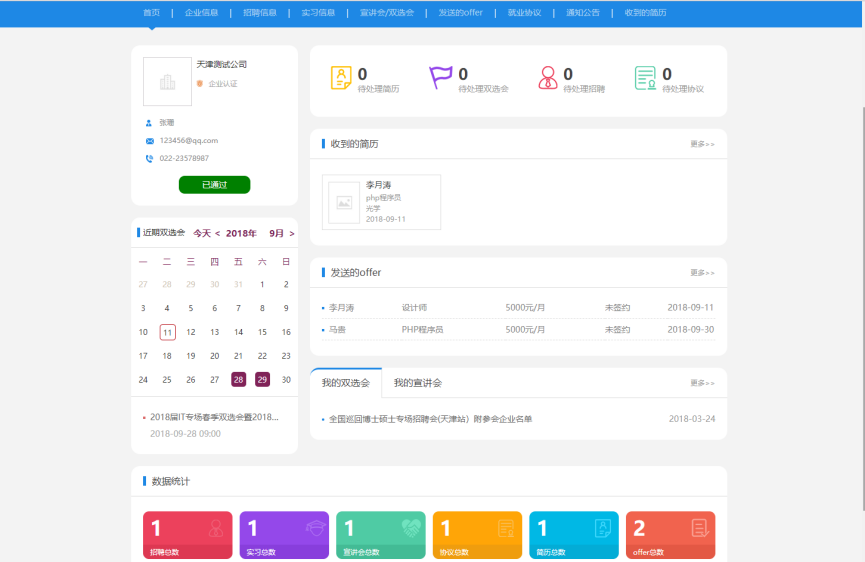 首页 | 企业信息 | 招聘信息 | 实习信息 | 宣讲会/双选会 | 发送的offer | 就业协议 | 通知公告 | 收到的简历
天津测试公司
企业认证
张珊
123456@qq.com
022-23578987
已通过
0
待处理简历
0
待处理双选会
0
待处理招聘
0
待处理协议
收到的简历 更多>>
李月涛
php程序员
光学
2018-09-11
近期双选会 今天 < 2018年 9月 >
一 二 三 四 五 六 日
27 28 29 30 31 1 2
3 4 5 6 7 8 9
10 11 12 13 14 15 16
17 18 19 20 21 22 23
24 25 26 27 28 29 30
2018届IT专场春季双选会暨2018...
2018-09-28 09:00
发送的offer 更多>>
李月涛 设计师 5000元/月 未签约 2018-09-11
马云 PHP程序员 5000元/月 未签约 2018-09-30
我的双选会 我的宣讲会 更多>>
全国巡回博士硕士专场招聘会(天津站）附参会企业名单 2018-03-24
数据统计
1
招聘总数
1
实习总数
1
宣讲会总数
1
协议总数
1
简历总数
2
offer总数